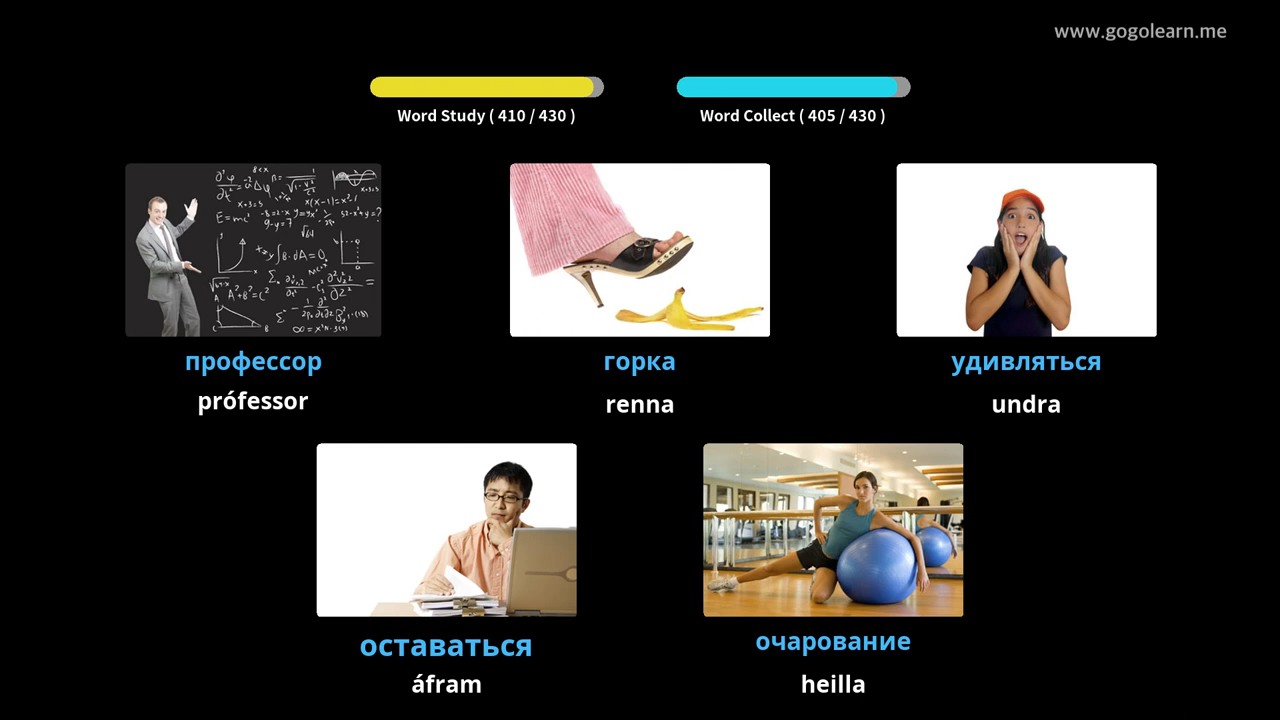 www.gogolearn.me
Word Study ( 410 / 430 )
Word Collect ( 405 / 430 )
профессор
prófessor
горка
renna
удивляться
undra
оставаться
áfram
очарование
heilla